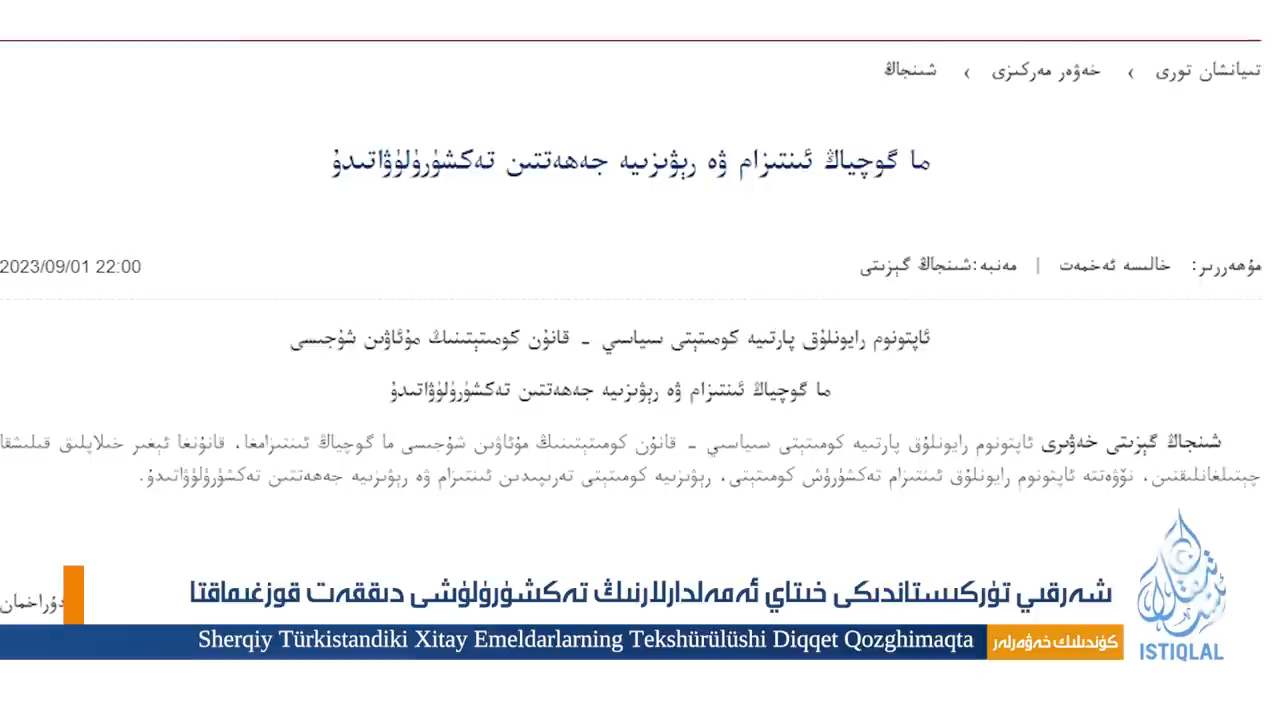 تىيانشان تورى › خەۋەر مەركىزى › شىنجاڭ
ما گوچياڭ ئىنتىزام ۋە رېۋىزىيە جەھەتتىن تەكشۈرۈلۈۋاتىدۇ
مۇھەررىر: خالىسە ئەخمەت | مەنبە:شىنجاڭ گېزىتى 2023/09/01 22:00
ئاپتونوم رايونلۇق پارتىيە كومىتېتى سىياسىي - قانۇن كومىتېتىنىڭ مۇئاۋىن شۇجىسى
ما گوچياڭ ئىنتىزام ۋە رېۋىزىيە جەھەتتىن تەكشۈرۈلۈۋاتىدۇ
شىنجاڭ گېزىتى خەۋىرى ئاپتونوم رايونلۇق پارتىيە كومىتېتى سىياسىي - قانۇن كومىتېتىنىڭ مۇئاۋىن شۇجىسى ما گوچياڭ ئىنتىزامغا، قانۇنغا ئېغىر خىلاپلىق قىلىشقا
چېتىلغانلىقتىن، نۆۋەتتە ئاپتونوم رايونلۇق ئىنتىزام تەكشۈرۈش كومىتېتى، رېۋىزىيە كومىتېتى تەرىپىدىن ئىنتىزام ۋە رېۋىزىيە جەھەتتىن تەكشۈرۈلۈۋاتىدۇ.
دۇراخمان
شەرقىي تۈركىستاندىكى خىتاي ئەمەلدارلارنىڭ تەكشۈرۈلۈشى دىققەت قوزغىماقتا
كۈندىلىك خەۋەرلەر Sherqiy Türkistandiki Xitay Emeldarlarning Tekshürülüshi Diqqet Qozghimaqta
ISTIQLAL